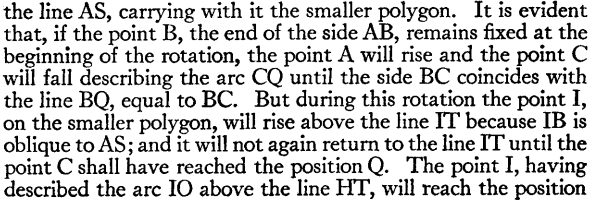 the line AS, carrying with it the smaller polygon. It is evident
that, if the point B, the end of the side AB, remains fixed at the
beginning of the rotation, the point A will rise and the point C
will fall describing the arc CQ until the side BC coincides with
the line BQ, equal to BC. But during this rotation the point I,
on the smaller polygon, will rise above the line IT because IB is
oblique to AS; and it will not again return to the line IT until the
point C shall have reached the position Q. The point I, having
described the arc IO above the line HT, will reach the position